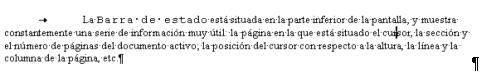 → La Barra·de·estado·está·situada·en·la·parte·inferior·de·la·pantalla,·y·muestra·
constantemente·una·serie·de·información·muy·útil:·la·página·en·la·que·está·situado·el·cursor,·la·sección·y·
el·número·de·páginas·del·documento·activo;·la·posición·del·cursor·con·respecto·a·la·altura,·la·línea·y·la·
columna·de·la·página,·etc.¶
¶